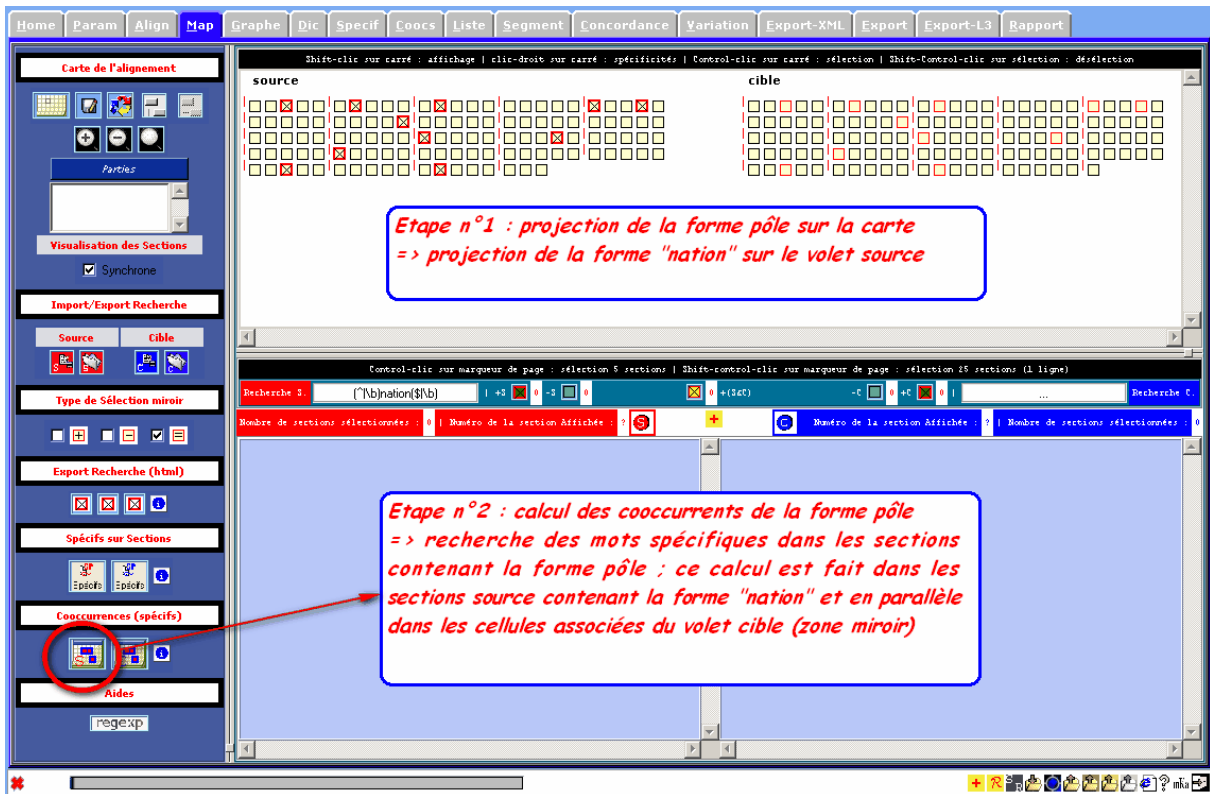 Home Param Align Map Graphe Dic Specif Coocs Liste Segment Concordance Variation Export-XML Export Export-L3 Rapport
Carte de l'alignement
Parties
Visualisation des Sections
Synchrone
Import/Export Recherche
Source Cible
Type de Sélection miroir
Export Recherche (html)
Spécifs sur Sections
Spécifs Spécifs
Cooccurrences (spécifs)
Aides
regexp
Shift-clic sur carré : affichage | clic-droit sur carré : spécificités | Control-clic sur carré : sélection | Shift-Control-clic sur sélection : désélection
source cible
Etape n°1 : projection de la forme pôle sur la carte
=> projection de la forme "nation" sur le volet source
Control-clic sur marqueur de page : sélection 5 sections | Shift-control-clic sur marqueur de page : sélection 25 sections (1 ligne)
Recherche S. (^|\b)nation($|\b) | +S 0 -S 0 0 +(S&C) -C 0 +C 0 | ... Recherche C.
Nombre de sections sélectionnées : 0 | Numéro de la section Affichée : ? S + C Numéro de la section Affichée : ? | Nombre de sections sélectionnées : 0
Etape n°2 : calcul des cooccurrents de la forme pôle
=> recherche des mots spécifiques dans les sections
contenant la forme pôle ; ce calcul est fait dans les
sections source contenant la forme "nation" et en parallèle
dans les cellules associées du volet cible (zone miroir)